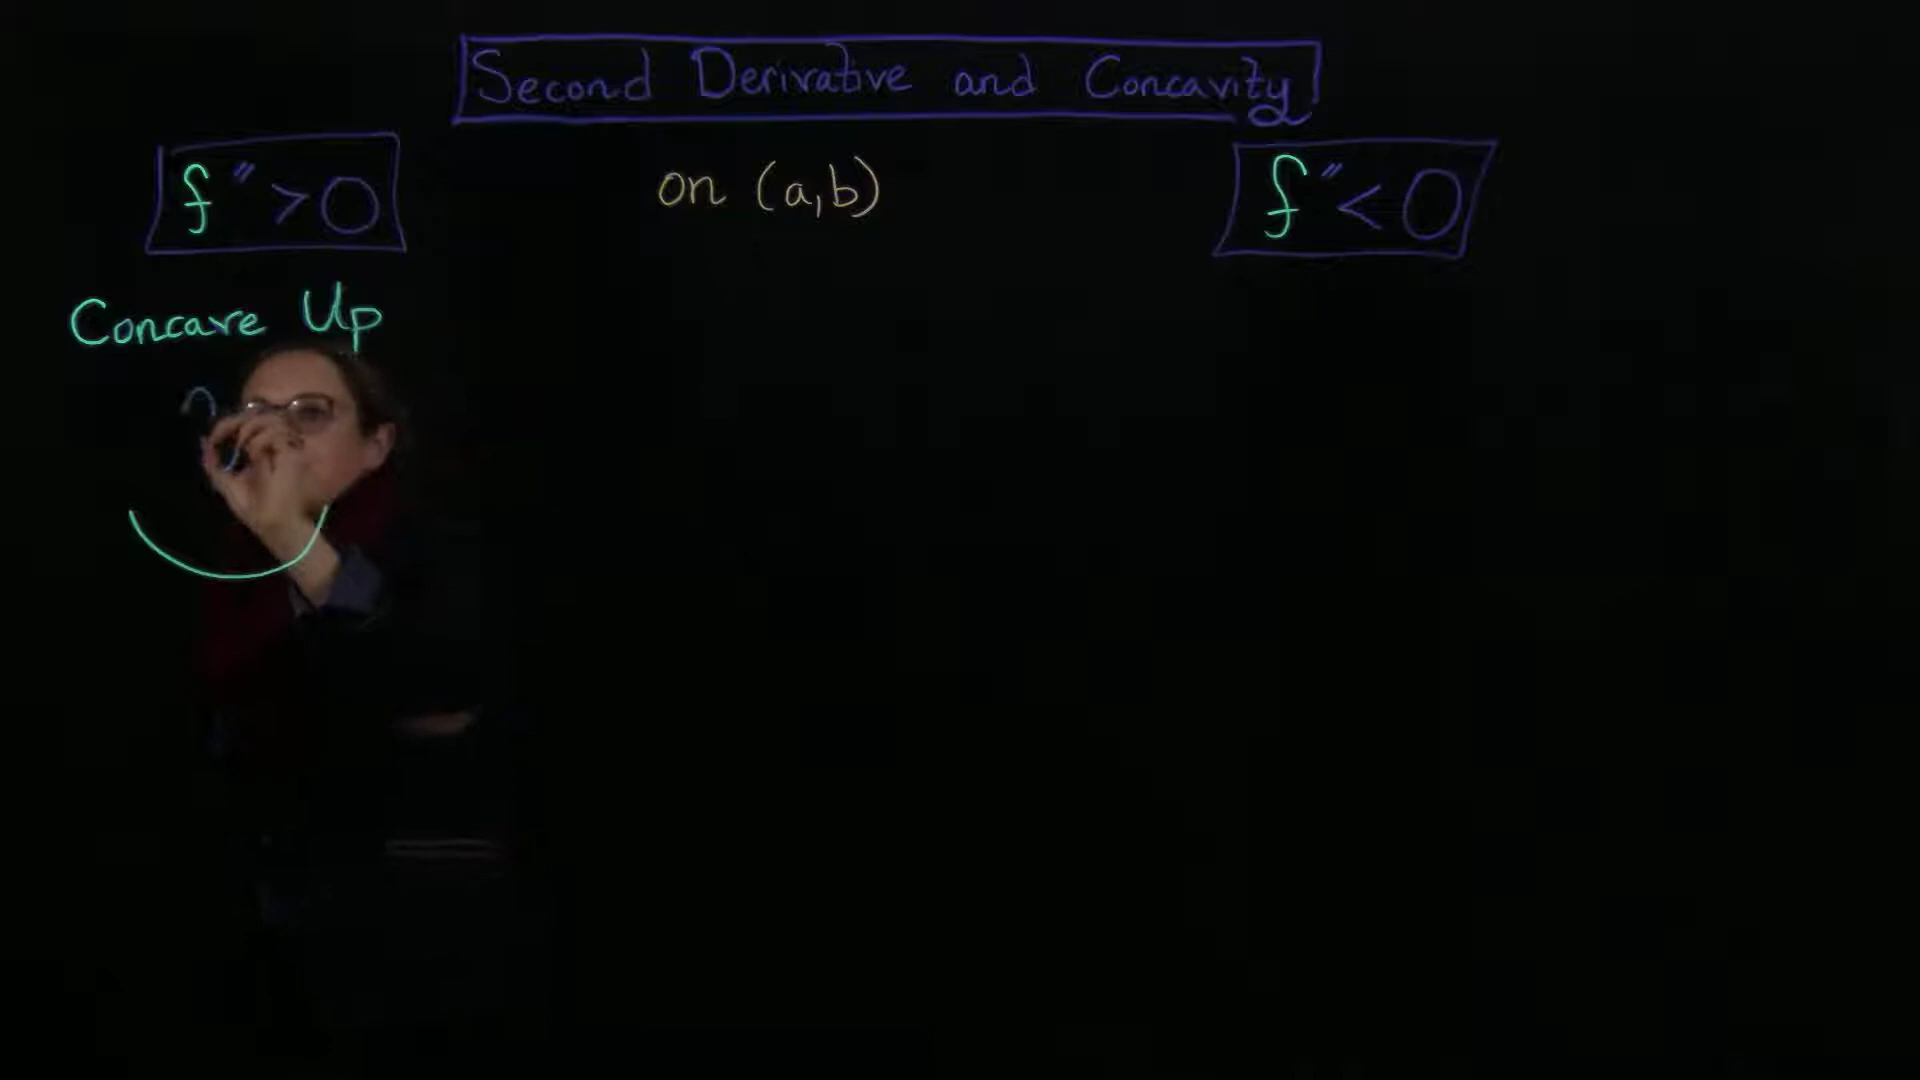 Second Derivative and Concavity
f" > 0
on (a,b)
f" < 0
Concave Up